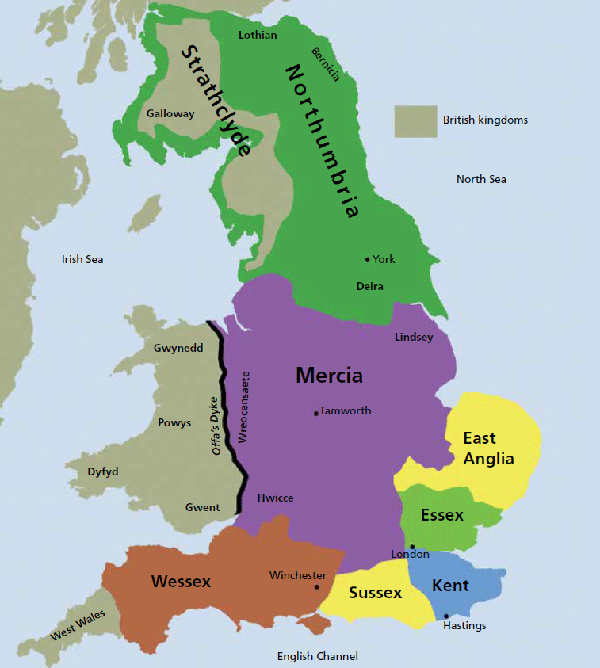 Lothian
Bernicia
Strathclyde
Northumbria
Galloway
British kingdoms
North Sea
Irish Sea
York
Deira
Lindsey
Gwynedd
Mercia
Wreocensaete
Offa's Dyke
Tamworth
Powys
East
Anglia
Dyfyd
Hwicce
Gwent
Essex
London
Wessex
Winchester
Sussex
Kent
West Wales
Hastings
English Channel